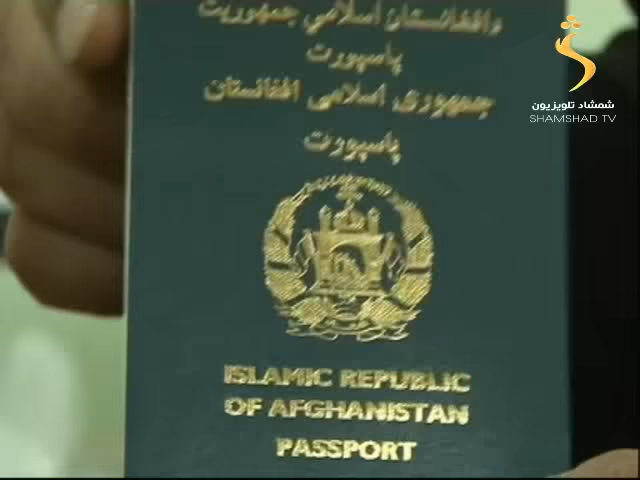 د افغانستان اسلامي جمهوریت
پاسپورت
جمهوری اسلامی افغانستان
پاسپورت
ISLAMIC REPUBLIC
OF AFGHANISTAN
PASSPORT
شمشاد تلویزیون
SHAMSHAD TV